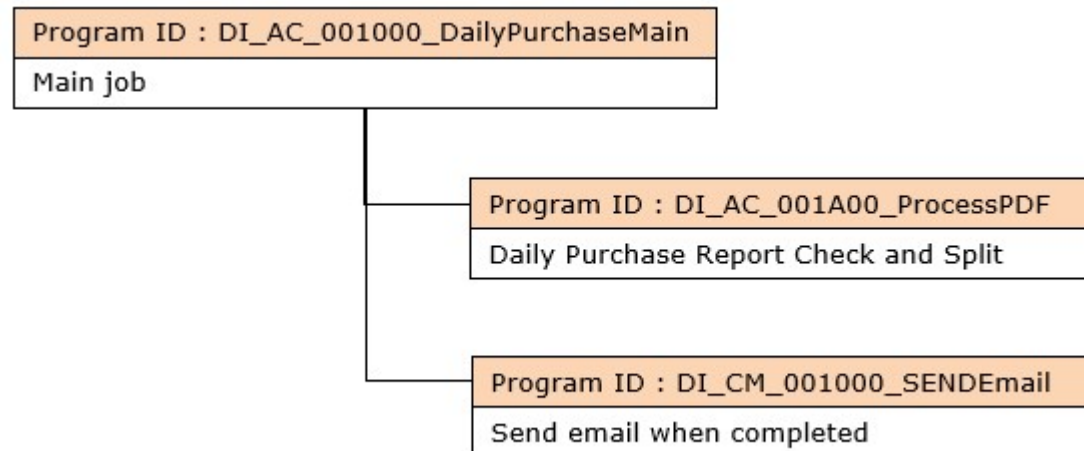 Program ID : DI_AC_001000_DailyPurchaseMain
Main job
Program ID : DI_AC_001A00_ProcessPDF
Daily Purchase Report Check and Split
Program ID : DI_CM_001000_SENDEmail
Send email when completed